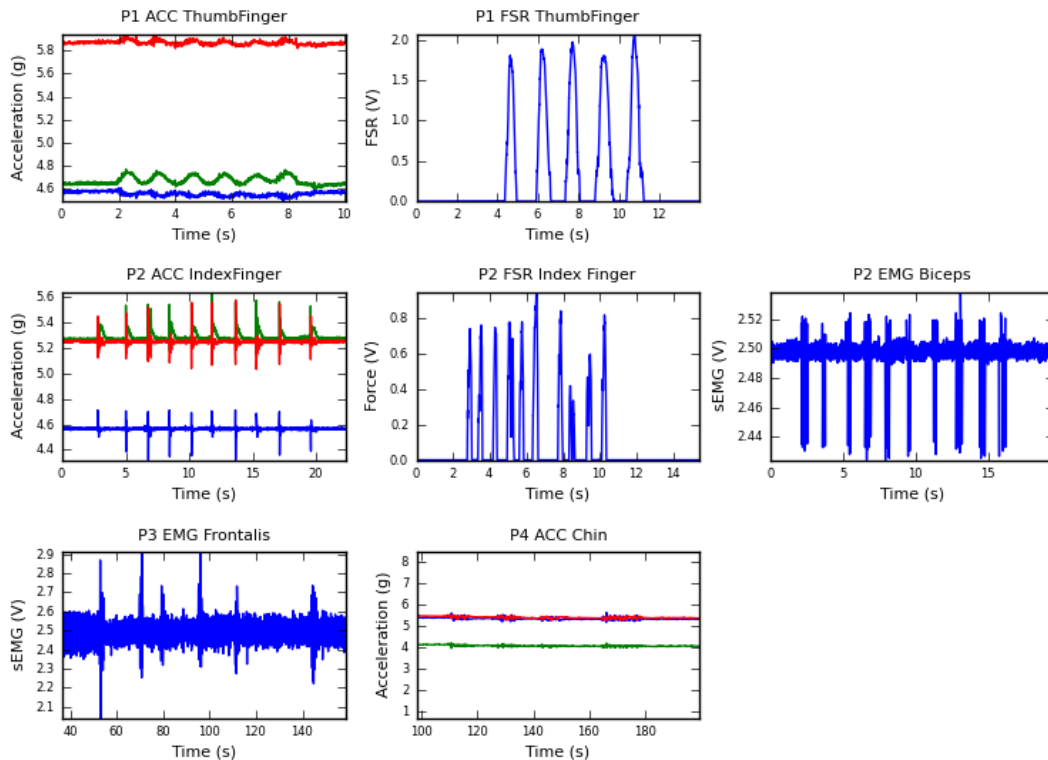 P1 ACC ThumbFinger
Acceleration (g)
5.8
5.6
5.4
5.2
5.0
4.8
4.6
0 2 4 6 8 10
Time (s)
P1 FSR ThumbFinger
FSR (V)
2.0
1.5
1.0
0.5
0.0
0 2 4 6 8 10 12
Time (s)
P2 ACC IndexFinger
Acceleration (g)
5.6
5.4
5.2
5.0
4.8
4.6
4.4
0 5 10 15 20
Time (s)
P2 FSR Index Finger
Force (V)
0.8
0.6
0.4
0.2
0.0
0 2 4 6 8 10 12 14
Time (s)
P2 EMG Biceps
sEMG (V)
2.52
2.50
2.48
2.46
2.44
0 5 10 15
Time (s)
P3 EMG Frontalis
sEMG (V)
2.9
2.8
2.7
2.6
2.5
2.4
2.3
2.2
2.1
40 60 80 100 120 140
Time (s)
P4 ACC Chin
Acceleration (g)
8
7
6
5
4
3
2
1
100 120 140 160 180
Time (s)